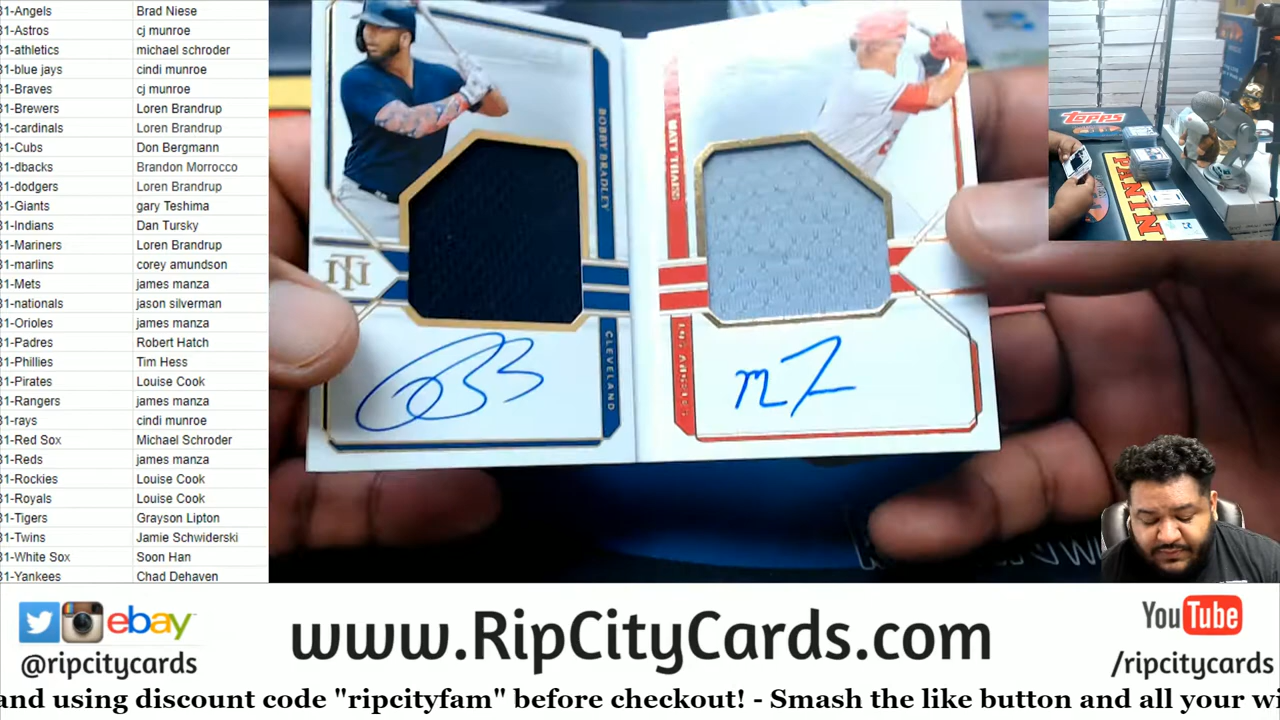 31-Angels Brad Niese
31-Astros cj munroe
31-athletics michael schroder
31-blue jays cindi munroe
31-Braves cj munroe
31-Brewers Loren Brandrup
31-cardinals Loren Brandrup
31-Cubs Don Bergmann
31-dbacks Brandon Morrocco
31-dodgers Loren Brandrup
31-Giants gary Teshima
31-Indians Dan Tursky
31-Mariners Loren Brandrup
31-marlins corey amundson
31-Mets james manza
31-nationals jason silverman
31-Orioles james manza
31-Padres Robert Hatch
31-Phillies Tim Hess
31-Pirates Louise Cook
31-Rangers james manza
31-rays cindi munroe
31-Red Sox Michael Schroder
31-Reds james manza
31-Rockies Louise Cook
31-Royals Louise Cook
31-Tigers Grayson Lipton
31-Twins Jamie Schwiderski
31-White Sox Soon Han
31-Yankees Chad Dehaven
BOBBY BRADLEY
CLEVELAND
MATT THAISS
LOS ANGELES
topps
PANINI
ebay
@ripcitycards
www.RipCityCards.com
YouTube
/ripcitycards
and using discount code "ripcityfam" before checkout! - Smash the like button and all your wi